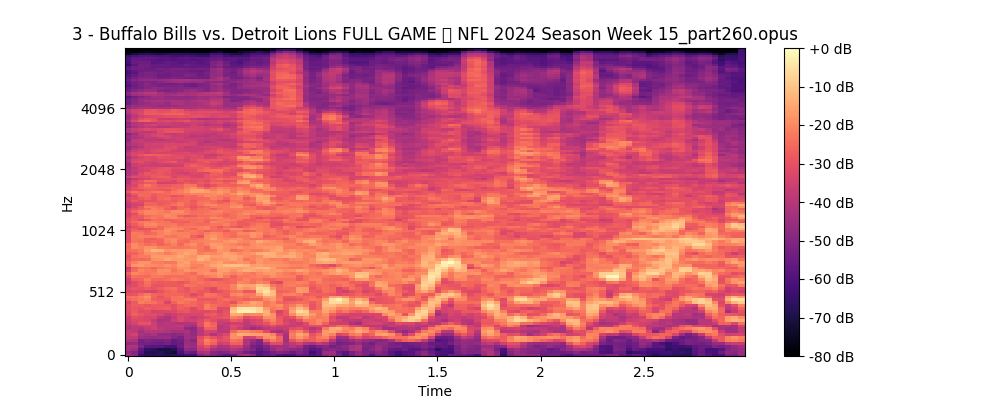 3 - Buffalo Bills vs. Detroit Lions FULL GAME ▯ NFL 2024 Season Week 15_part260.opus
Hz
4096
2048
1024
512
0
0 0.5 1 1.5 2 2.5
Time
+0 dB
-10 dB
-20 dB
-30 dB
-40 dB
-50 dB
-60 dB
-70 dB
-80 dB